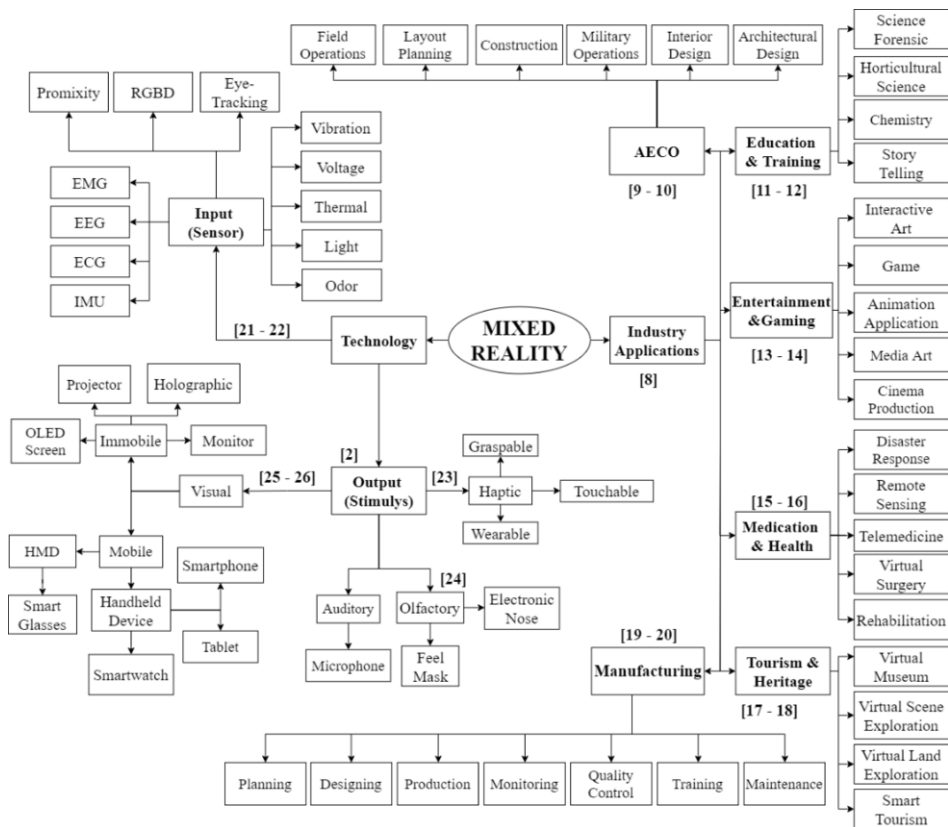 Field
Operations
Layout
Planning
Construction
Military
Operations
Interior
Design
Architectural
Design
Science
Forensic
Horticultural
Science
Chemistry
Story
Telling
Promixity
RGBD
Eye-
Tracking
Vibration
Voltage
Thermal
Light
Odor
EMG
EEG
ECG
IMU
Input
(Sensor)
AECO
[9 - 10]
Education
& Training
[11 - 12]
Interactive
Art
Game
Animation
Application
Media Art
Cinema
Production
Entertainment
&Gaming
[13 - 14]
[21 - 22]
Technology
MIXED
REALITY
Industry
Applications
[8]
Projector
Holographic
OLED
Screen
Immobile
Monitor
[2]
[25 - 26]
Visual
Output
(Stimulys)
[23]
Graspable
Haptic
Touchable
Wearable
Disaster
Response
Remote
Sensing
Telemedicine
Virtual
Surgery
Rehabilitation
[15 - 16]
Medication
& Health
HMD
Mobile
Smartphone
Smart
Glasses
Handheld
Device
Tablet
Smartwatch
[24]
Auditory
Olfactory
Electronic
Nose
Microphone
Feel
Mask
[19 - 20]
Manufacturing
Tourism &
Heritage
[17 - 18]
Virtual
Museum
Virtual Scene
Exploration
Virtual Land
Exploration
Smart
Tourism
Planning
Designing
Production
Monitoring
Quality
Control
Training
Maintenance